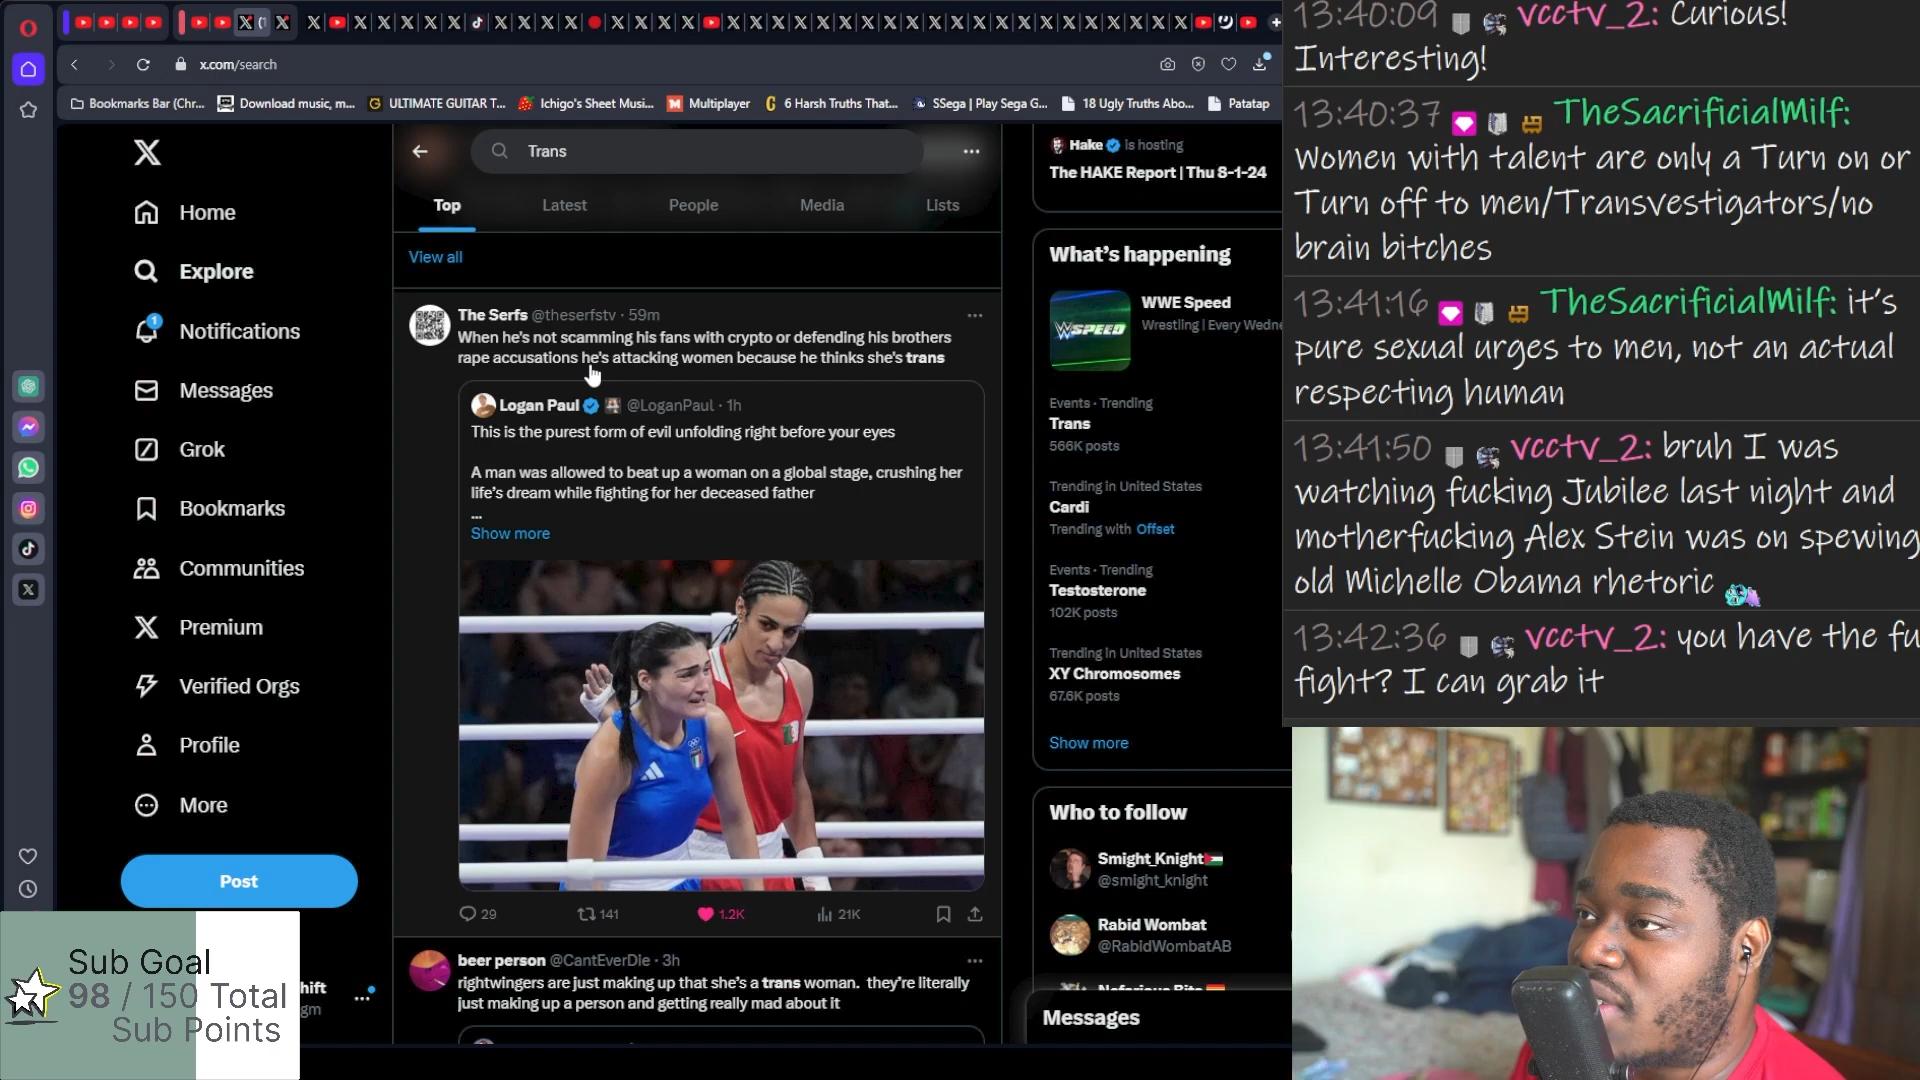 x.com/search
Bookmarks Bar (Chr...
Download music, m...
ULTIMATE GUITAR T...
Ichigo's Sheet Musi...
Multiplayer
6 Harsh Truths That...
SSega | Play Sega G...
18 Ugly Truths Abo...
Patatap
Home
Explore
1
Notifications
Messages
Grok
Bookmarks
Communities
Premium
Verified Orgs
Profile
More
Post
Sub Goal
98 / 150 Total
Sub Points
Trans
Top
Latest
People
Media
Lists
View all
The Serfs @theserfstv · 59m
When he's not scamming his fans with crypto or defending his brothers
rape accusations he's attacking women because he thinks she's trans
Logan Paul @LoganPaul · 1h
This is the purest form of evil unfolding right before your eyes
A man was allowed to beat up a woman on a global stage, crushing her
life's dream while fighting for her deceased father
...
Show more
29
141
1.2K
21K
beer person @CantEverDie · 3h
rightwingers are just making up that she's a trans woman. they're literally
just making up a person and getting really mad about it
Hake is hosting
The HAKE Report | Thu 8-1-24
What's happening
WWE Speed
Wrestling | Every Wedne
Events · Trending
Trans
566K posts
Trending in United States
Cardi
Trending with Offset
Events · Trending
Testosterone
102K posts
Trending in United States
XY Chromosomes
67.6K posts
Show more
Who to follow
Smight_Knight
@smight_knight
Rabid Wombat
@RabidWombatAB
Messages
13:40:09 vcctv_2: Curious!
Interesting!
13:40:37 TheSacrificialMilf:
Women with talent are only a Turn on or
Turn off to men/Transvestigators/no
brain bitches
13:41:16 TheSacrificialMilf: it's
pure sexual urges to men, not an actual
respecting human
13:41:50 vcctv_2: bruh I was
watching fucking Jubilee last night and
motherfucking Alex Stein was on spewing
old Michelle Obama rhetoric
13:42:36 vcctv_2: you have the fu
fight? I can grab it